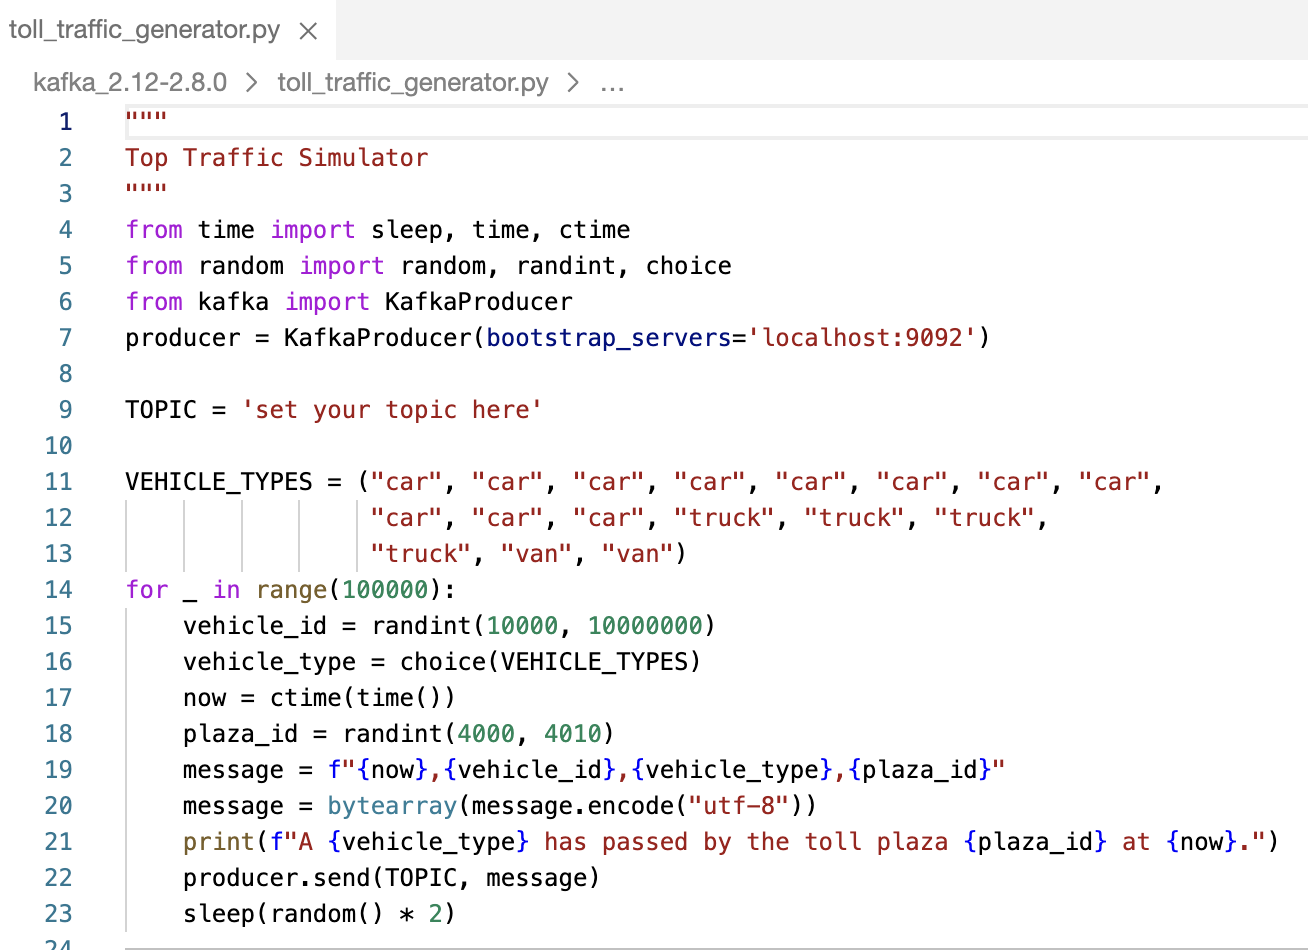 toll_traffic_generator.py ×
kafka_2.12-2.8.0 > toll_traffic_generator.py > ...
1 """
2 Top Traffic Simulator
3 """
4 from time import sleep, time, ctime
5 from random import random, randint, choice
6 from kafka import KafkaProducer
7 producer = KafkaProducer(bootstrap_servers='localhost:9092')
8
9 TOPIC = 'set your topic here'
10
11 VEHICLE_TYPES = ("car", "car", "car", "car", "car", "car", "car", "car",
12                  "car", "car", "car", "truck", "truck", "truck",
13                  "truck", "van", "van")
14 for _ in range(100000):
15     vehicle_id = randint(10000, 10000000)
16     vehicle_type = choice(VEHICLE_TYPES)
17     now = ctime(time())
18     plaza_id = randint(4000, 4010)
19     message = f"{now},{vehicle_id},{vehicle_type},{plaza_id}"
20     message = bytearray(message.encode("utf-8"))
21     print(f"A {vehicle_type} has passed by the toll plaza {plaza_id} at {now}.")
22     producer.send(TOPIC, message)
23     sleep(random() * 2)
24